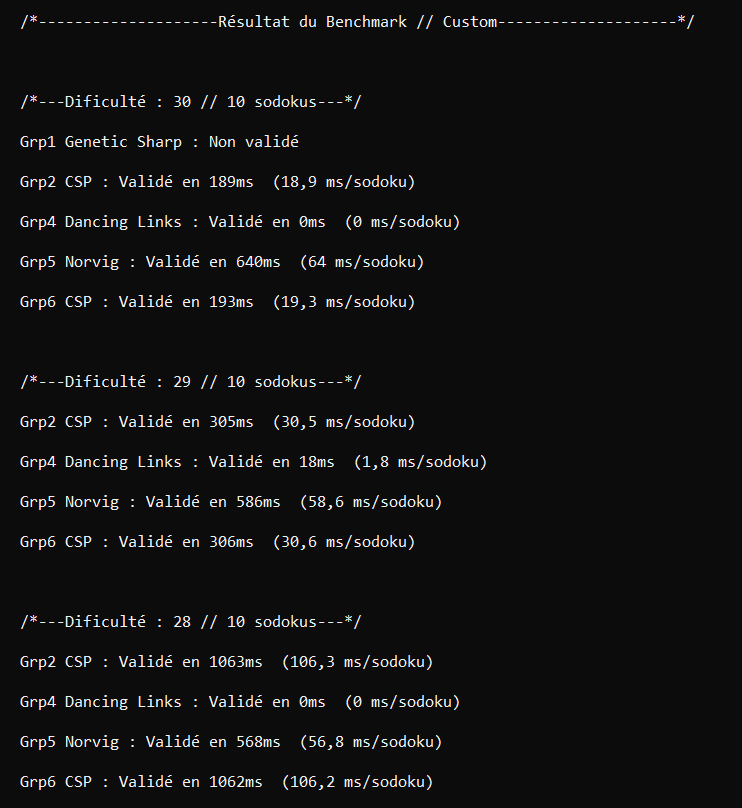 /*--------------------Résultat du Benchmark // Custom--------------------*/
/*---Dificulté : 30 // 10 sodokus---*/
Grp1 Genetic Sharp : Non validé
Grp2 CSP : Validé en 189ms  (18,9 ms/sodoku)
Grp4 Dancing Links : Validé en 0ms  (0 ms/sodoku)
Grp5 Norvig : Validé en 640ms  (64 ms/sodoku)
Grp6 CSP : Validé en 193ms  (19,3 ms/sodoku)
/*---Dificulté : 29 // 10 sodokus---*/
Grp2 CSP : Validé en 305ms  (30,5 ms/sodoku)
Grp4 Dancing Links : Validé en 18ms  (1,8 ms/sodoku)
Grp5 Norvig : Validé en 586ms  (58,6 ms/sodoku)
Grp6 CSP : Validé en 306ms  (30,6 ms/sodoku)
/*---Dificulté : 28 // 10 sodokus---*/
Grp2 CSP : Validé en 1063ms  (106,3 ms/sodoku)
Grp4 Dancing Links : Validé en 0ms  (0 ms/sodoku)
Grp5 Norvig : Validé en 568ms  (56,8 ms/sodoku)
Grp6 CSP : Validé en 1062ms  (106,2 ms/sodoku)